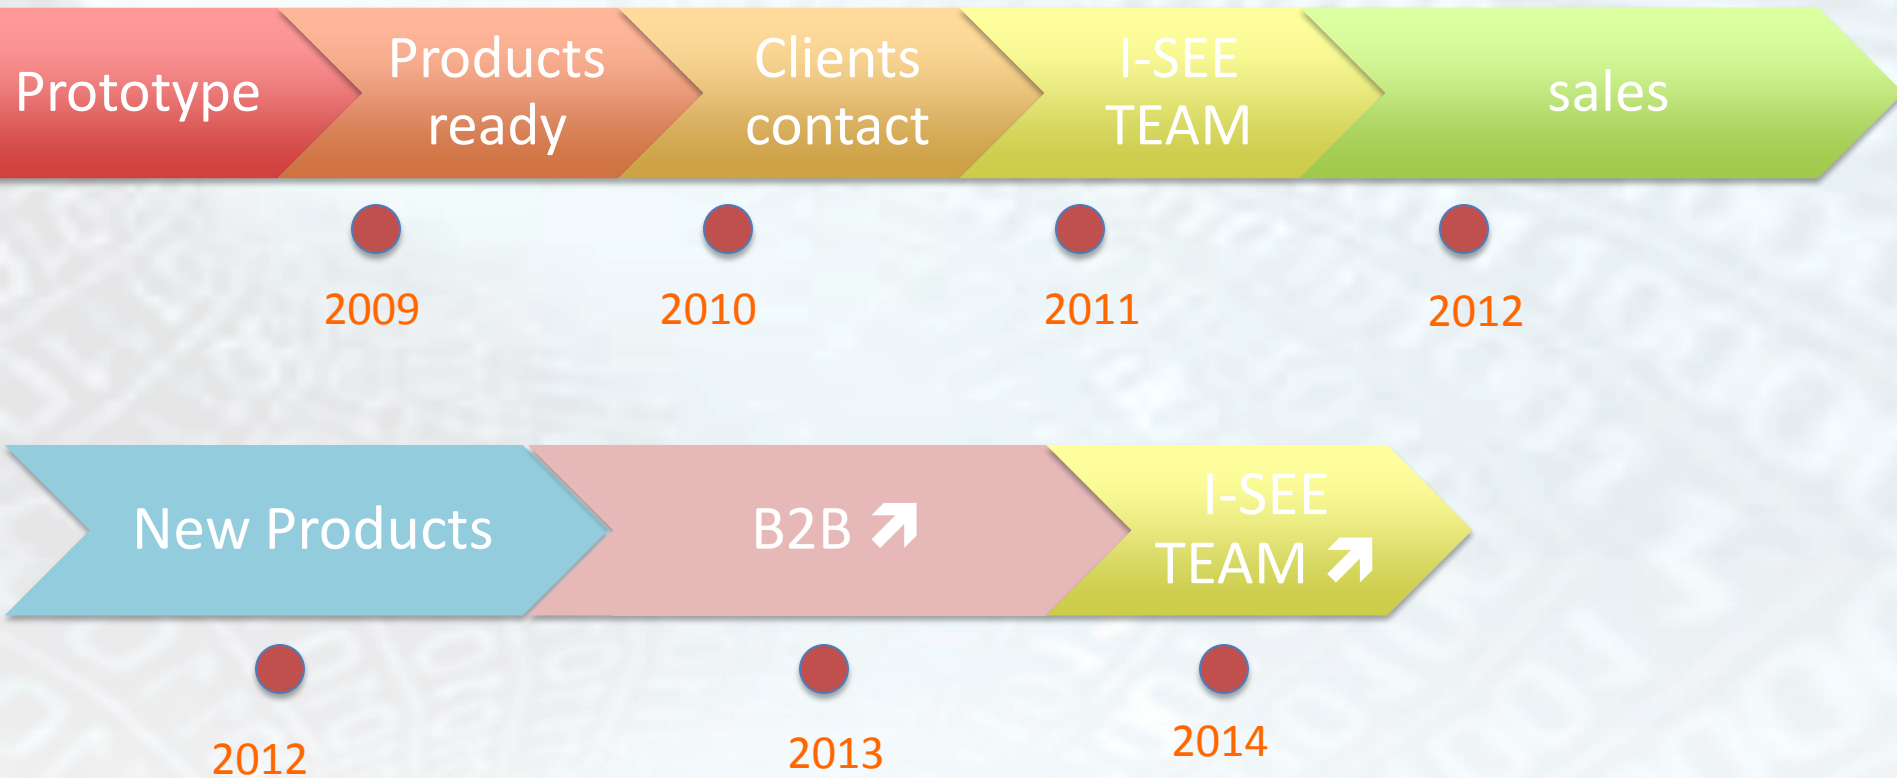 Prototype
Products
ready
Clients
contact
I-SEE
TEAM
sales
2009
2010
2011
2012
New Products
B2B ↗
I-SEE
TEAM ↗
2012
2013
2014